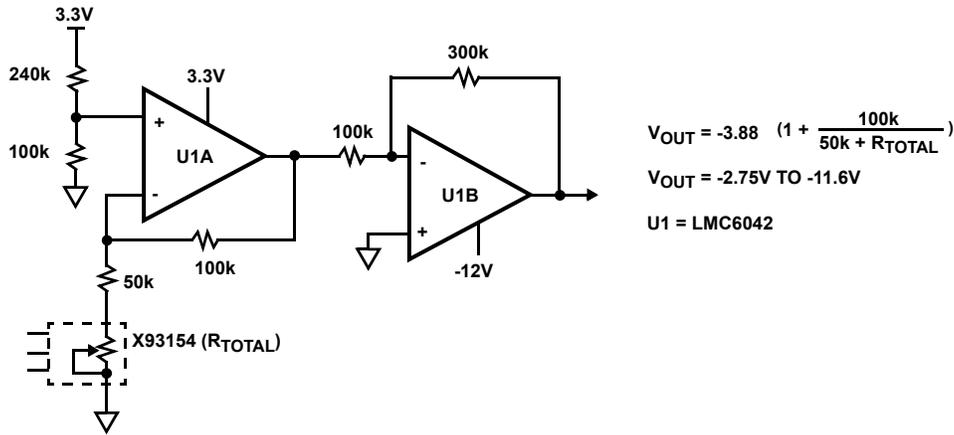 3.3V
240k
100k
3.3V
+
U1A
-
100k
50k
X93154 (RTOTAL)
100k
300k
-
U1B
+
-12V
VOUT = -3.88 (1 + 100k / 50k + RTOTAL )
VOUT = -2.75V TO -11.6V
U1 = LMC6042